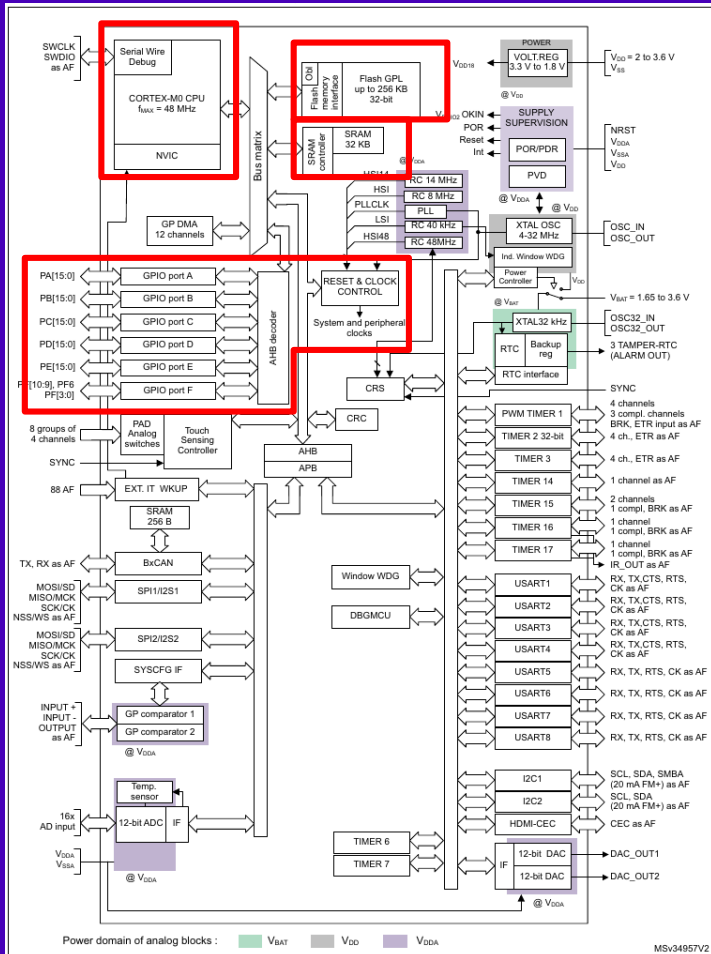 SWCLK
SWDIO
as AF
Serial Wire
Debug
CORTEX-M0 CPU
fMAX = 48 MHz
NVIC
Bus matrix
Obl
Flash
memory
interface
Flash GPL
up to 256 KB
32-bit
SRAM
controller
SRAM
32 KB
VDD18
POWER
VOLT.REG
3.3 V to 1.8 V
VDD = 2 to 3.6 V
VSS
@ VDD
OKIN
POR
Reset
Int
SUPPLY
SUPERVISION
POR/PDR
PVD
NRST
VDDA
VSSA
VDD
@ VDDA
@ VDD
@ VDDA
HSI14
RC 14 MHz
HSI
RC 8 MHz
PLLCLK
PLL
LSI
RC 40 kHz
HSI48
RC 48MHz
XTAL OSC
4-32 MHz
OSC_IN
OSC_OUT
Ind. Window WDG
Power
Controller
VDD
VBAT = 1.65 to 3.6 V
@ VBAT
XTAL32 kHz
OSC32_IN
OSC32_OUT
RTC
Backup
reg
RTC interface
3 TAMPER-RTC
(ALARM OUT)
GP DMA
12 channels
PA[15:0]
GPIO port A
PB[15:0]
GPIO port B
PC[15:0]
GPIO port C
PD[15:0]
GPIO port D
PE[15:0]
GPIO port E
PF[10:9], PF6
PF[3:0]
GPIO port F
AHB decoder
RESET & CLOCK
CONTROL
System and peripheral
clocks
CRS
SYNC
CRC
8 groups of
4 channels
PAD
Analog
switches
Touch
Sensing
Controller
SYNC
AHB
APB
88 AF
EXT. IT WKUP
SRAM
256 B
TX, RX as AF
BxCAN
MOSI/SD
MISO/MCK
SCK/CK
NSS/WS as AF
SPI1/I2S1
MOSI/SD
MISO/MCK
SCK/CK
NSS/WS as AF
SPI2/I2S2
SYSCFG IF
INPUT +
INPUT -
OUTPUT
as AF
GP comparator 1
GP comparator 2
@ VDDA
Temp.
sensor
16x
AD input
12-bit ADC
IF
VDDA
VSSA
@ VDDA
Window WDG
DBGMCU
TIMER 6
TIMER 7
PWM TIMER 1
4 channels
3 compl. channels
BRK, ETR input as AF
TIMER 2 32-bit
4 ch., ETR as AF
TIMER 3
4 ch., ETR as AF
TIMER 14
1 channel as AF
TIMER 15
2 channels
1 compl, BRK as AF
TIMER 16
1 channel
1 compl, BRK as AF
TIMER 17
1 channel
1 compl, BRK as AF
IR_OUT as AF
USART1
RX, TX,CTS, RTS,
CK as AF
USART2
RX, TX,CTS, RTS,
CK as AF
USART3
RX, TX,CTS, RTS,
CK as AF
USART4
RX, TX,CTS, RTS,
CK as AF
USART5
RX, TX, RTS, CK as AF
USART6
RX, TX, RTS, CK as AF
USART7
RX, TX, RTS, CK as AF
USART8
RX, TX, RTS, CK as AF
I2C1
SCL, SDA, SMBA
(20 mA FM+) as AF
I2C2
SCL, SDA
(20 mA FM+) as AF
HDMI-CEC
CEC as AF
IF
12-bit DAC
DAC_OUT1
12-bit DAC
DAC_OUT2
@ VDDA
Power domain of analog blocks :
VBAT
VDD
VDDA
MSv34957V2